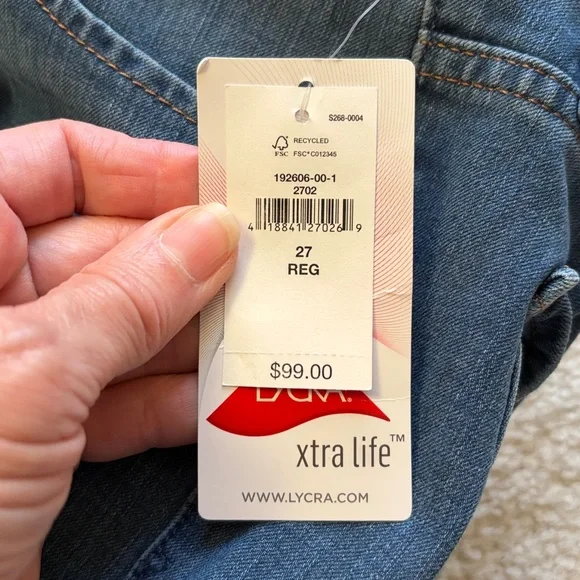 S268-0004
RECYCLED
FSC FSC® C012345
192606-00-1
2702
4 18841 27026 9
27
REG
$99.00
LYCRA.
xtra life™
WWW.LYCRA.COM